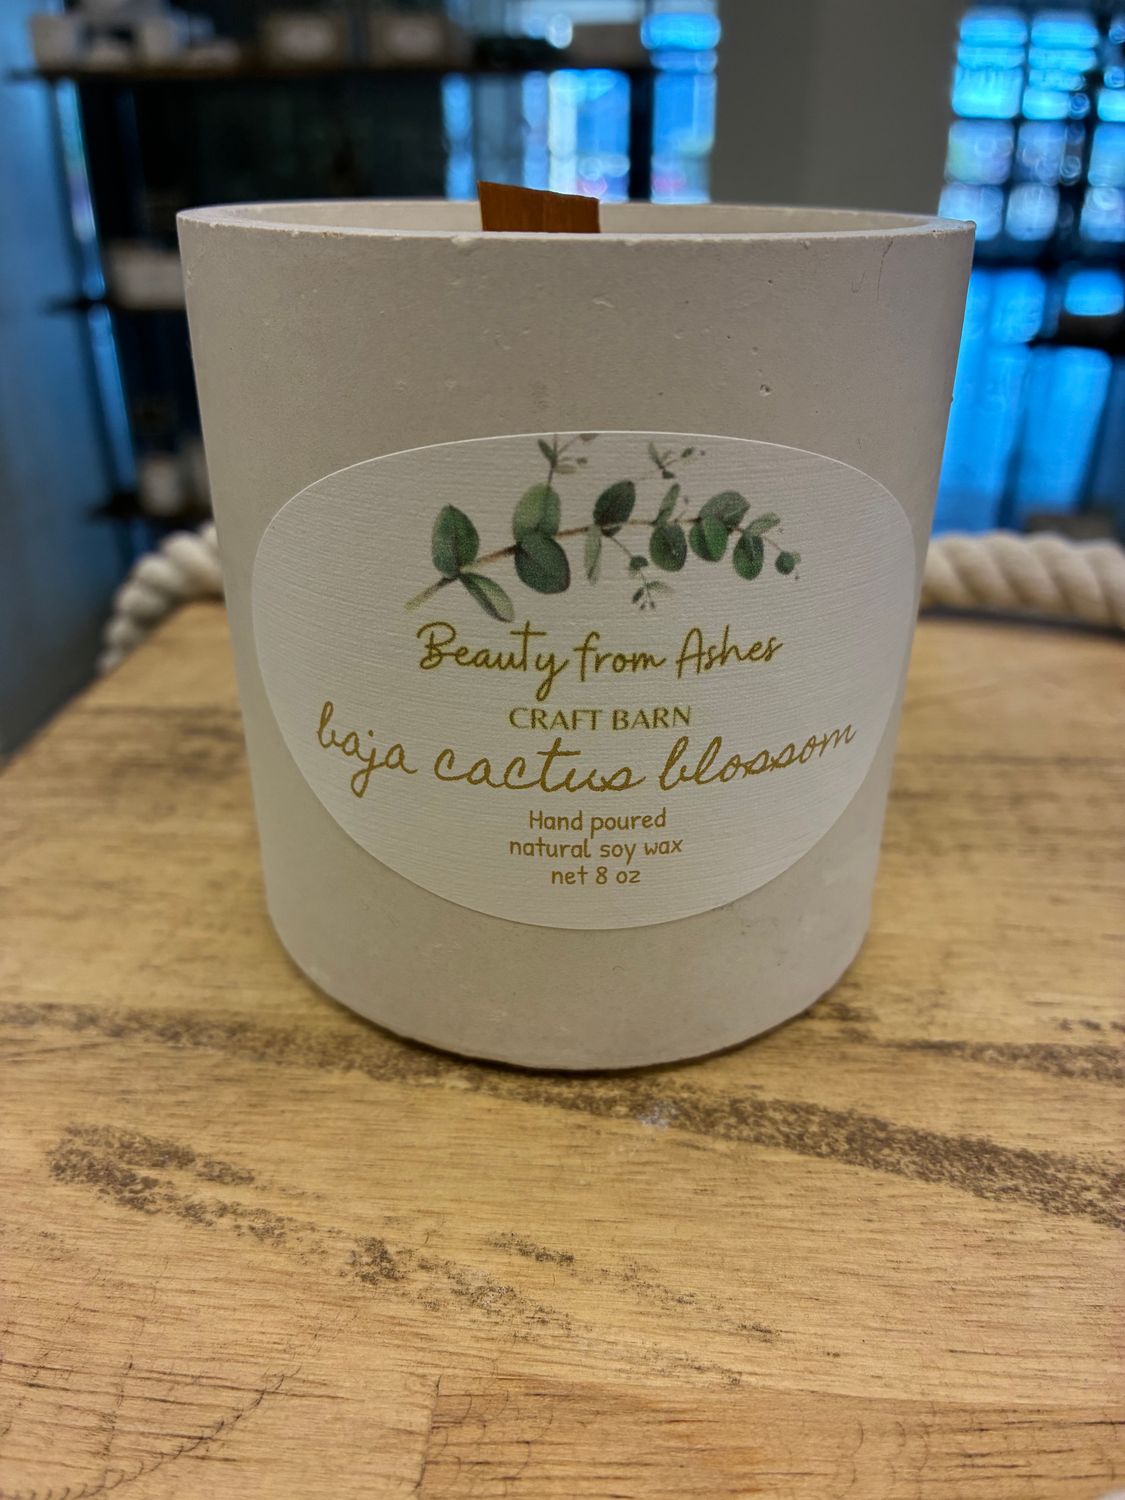 Beauty from Ashes
CRAFT BARN
baja cactus blossom
Hand poured
natural soy wax
net 8 oz